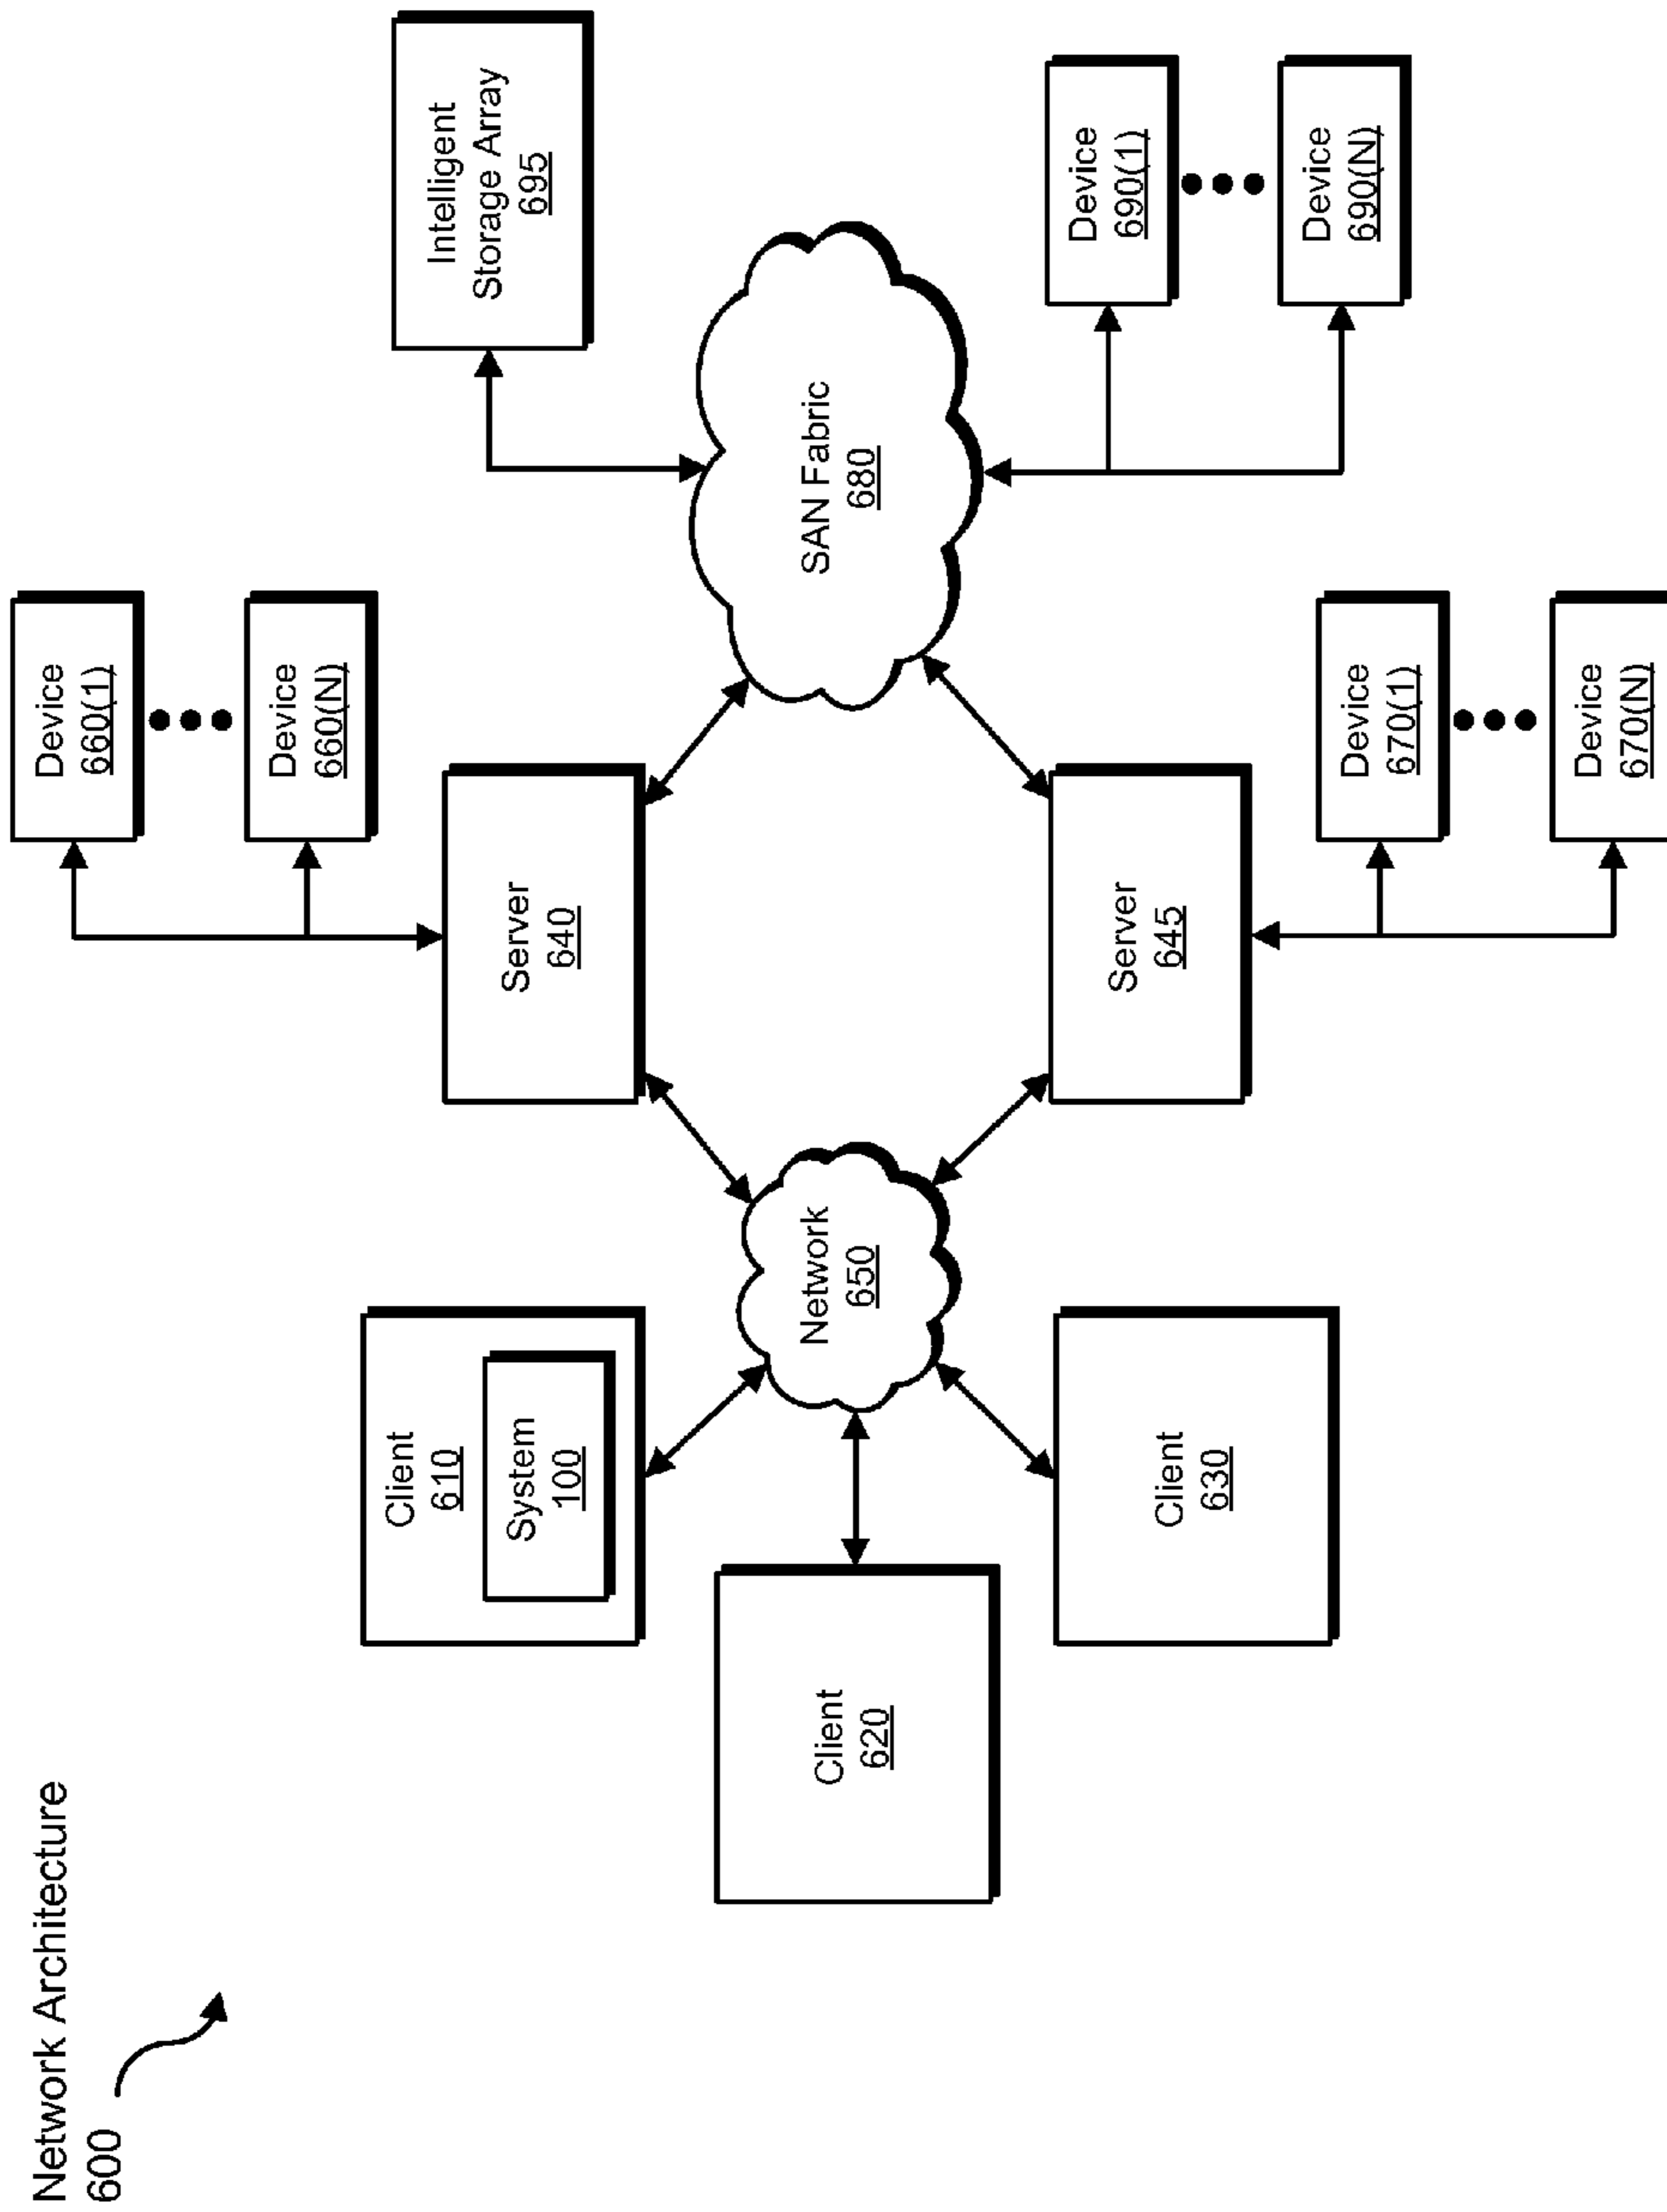 Network Architecture
600
Device
660(1)
Device
660(N)
Intelligent
Storage Array
695
Client
610
System
100
Server
640
Client
620
Network
650
SAN Fabric
680
Client
630
Server
645
Device
690(1)
Device
690(N)
Device
670(1)
Device
670(N)